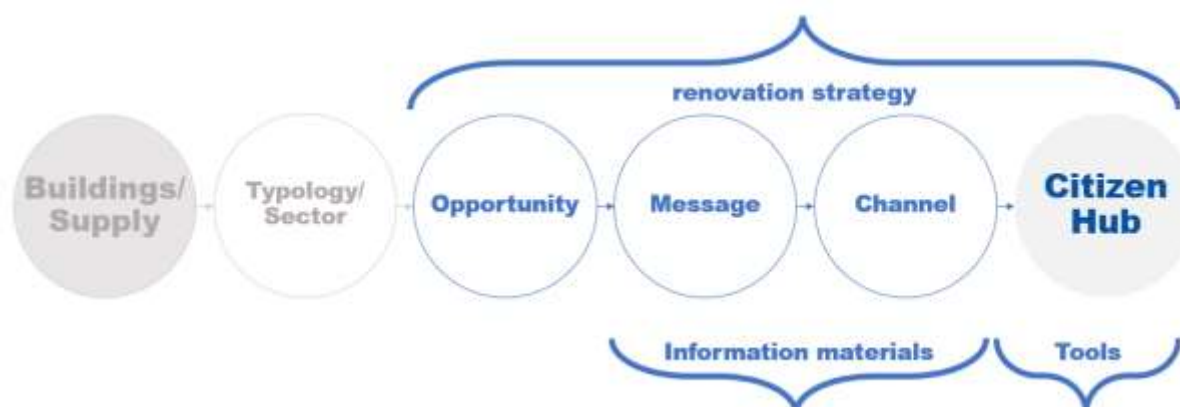 renovation strategy
Buildings/
Supply
Typology/
Sector
Opportunity
Message
Channel
Citizen
Hub
Information materials
Tools